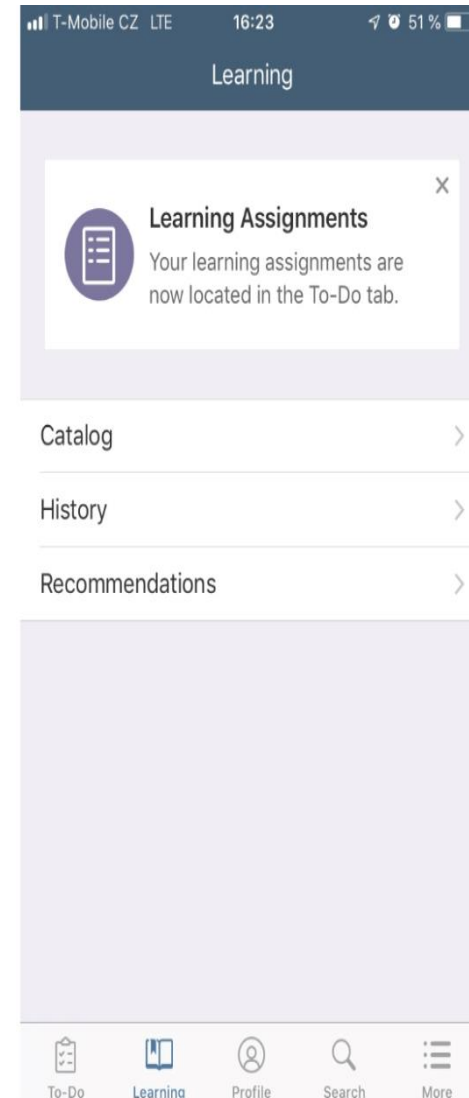 T-Mobile CZ LTE 16:23 51 %
Learning
Learning Assignments
Your learning assignments are
now located in the To-Do tab.
Catalog
History
Recommendations
To-Do Learning Profile Search More